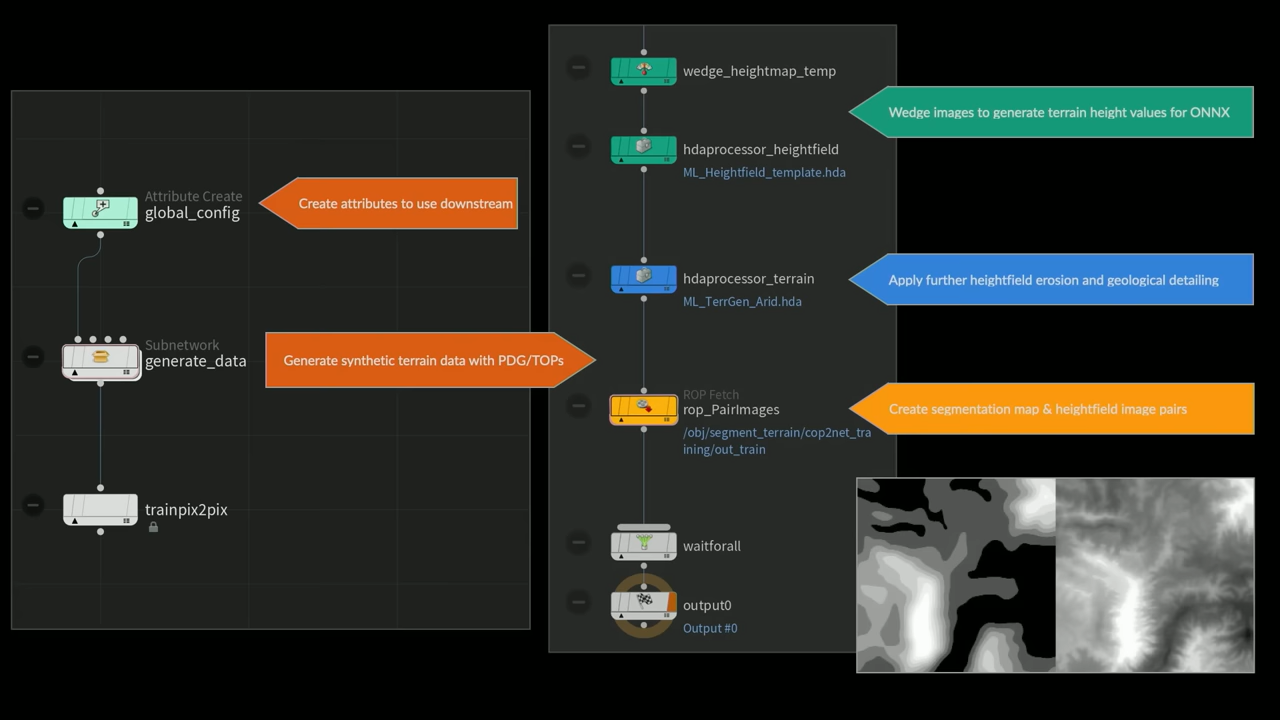 Attribute Create
global_config
Create attributes to use downstream
Subnetwork
generate_data
Generate synthetic terrain data with PDG/TOPs
trainpix2pix
wedge_heightmap_temp
Wedge images to generate terrain height values for ONNX
hdaprocessor_heightfield
ML_Heightfield_template.hda
hdaprocessor_terrain
ML_TerrGen_Arid.hda
Apply further heightfield erosion and geological detailing
ROP Fetch
rop_PairImages
/obj/segment_terrain/cop2net_tra
ining/out_train
Create segmentation map & heightfield image pairs
waitforall
output0
Output #0